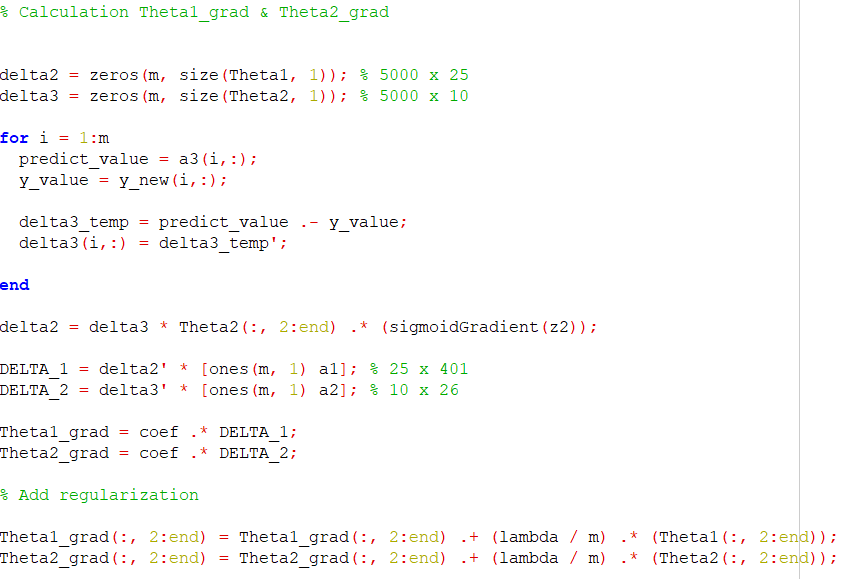 % Calculation Theta1_grad & Theta2_grad
delta2 = zeros(m, size(Theta1, 1)); % 5000 x 25
delta3 = zeros(m, size(Theta2, 1)); % 5000 x 10
for i = 1:m
predict_value = a3(i,:);
y_value = y_new(i,:);
delta3_temp = predict_value .- y_value;
delta3(i,:) = delta3_temp';
end
delta2 = delta3 * Theta2(:, 2:end) .* (sigmoidGradient(z2));
DELTA_1 = delta2' * [ones(m, 1) a1]; % 25 x 401
DELTA_2 = delta3' * [ones(m, 1) a2]; % 10 x 26
Theta1_grad = coef .* DELTA_1;
Theta2_grad = coef .* DELTA_2;
% Add regularization
Theta1_grad(:, 2:end) = Theta1_grad(:, 2:end) .+ (lambda / m) .* (Theta1(:, 2:end));
Theta2_grad(:, 2:end) = Theta2_grad(:, 2:end) .+ (lambda / m) .* (Theta2(:, 2:end));